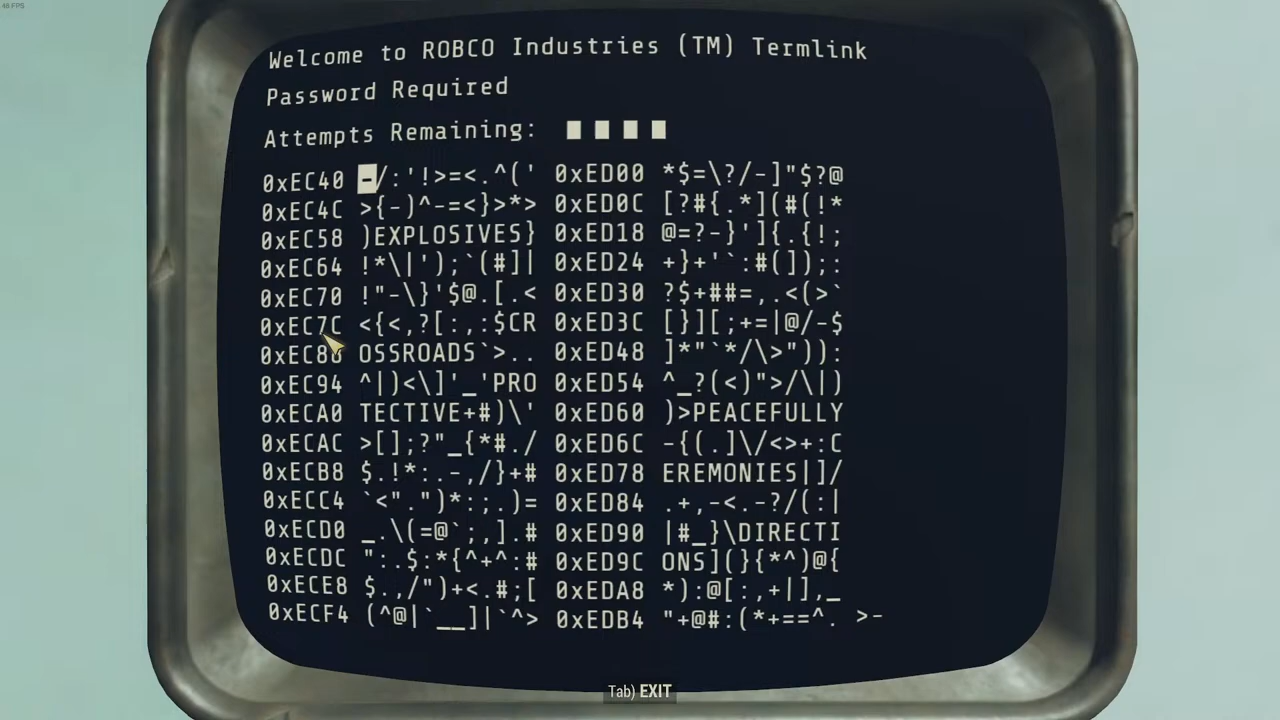 48 FPS
Welcome to ROBCO Industries (TM) Termlink
Password Required
Attempts Remaining: ■ ■ ■ ■
0xEC40 -/:'!>=<.^(' 0xED00 *$=\?/-]"$?@
0xEC4C >{-)^-=<}>*> 0xED0C [?#{.*](#(!*
0xEC58 )EXPLOSIVES} 0xED18 @=?-}']{.{!;
0xEC64 !*\|');`(#]| 0xED24 +}+'`:#(]);:
0xEC70 !"-\}'$@.[.< 0xED30 ?$+##=,.<(>`
0xEC7C <{<,?[:,:$CR 0xED3C [}][;+=|@/-$
0xEC88 OSSROADS`>.. 0xED48 ]*"`*/\>")):
0xEC94 ^|)<\]'_'PRO 0xED54 ^_?(<)">/\|)
0xECA0 TECTIVE+#)\' 0xED60 )>PEACEFULLY
0xECAC >[];?"_{*#./ 0xED6C -{(.]\/<>+:C
0xECB8 $.!*:.-,/}+# 0xED78 EREMONIES|]/
0xECC4 `<".")*:;.)= 0xED84 .+,-<.-?/(:|
0xECD0 _.\(=@`;,].# 0xED90 |#_}\DIRECTI
0xECDC ":.$:*{^+^:# 0xED9C ONS](}{*^)@{
0xECE8 $.,/")+<.#;[ 0xEDA8 *):@[:,+|],_
0xECF4 (^@|`__]|`^> 0xEDB4 "+@#:(*+==^. >-
Tab) EXIT